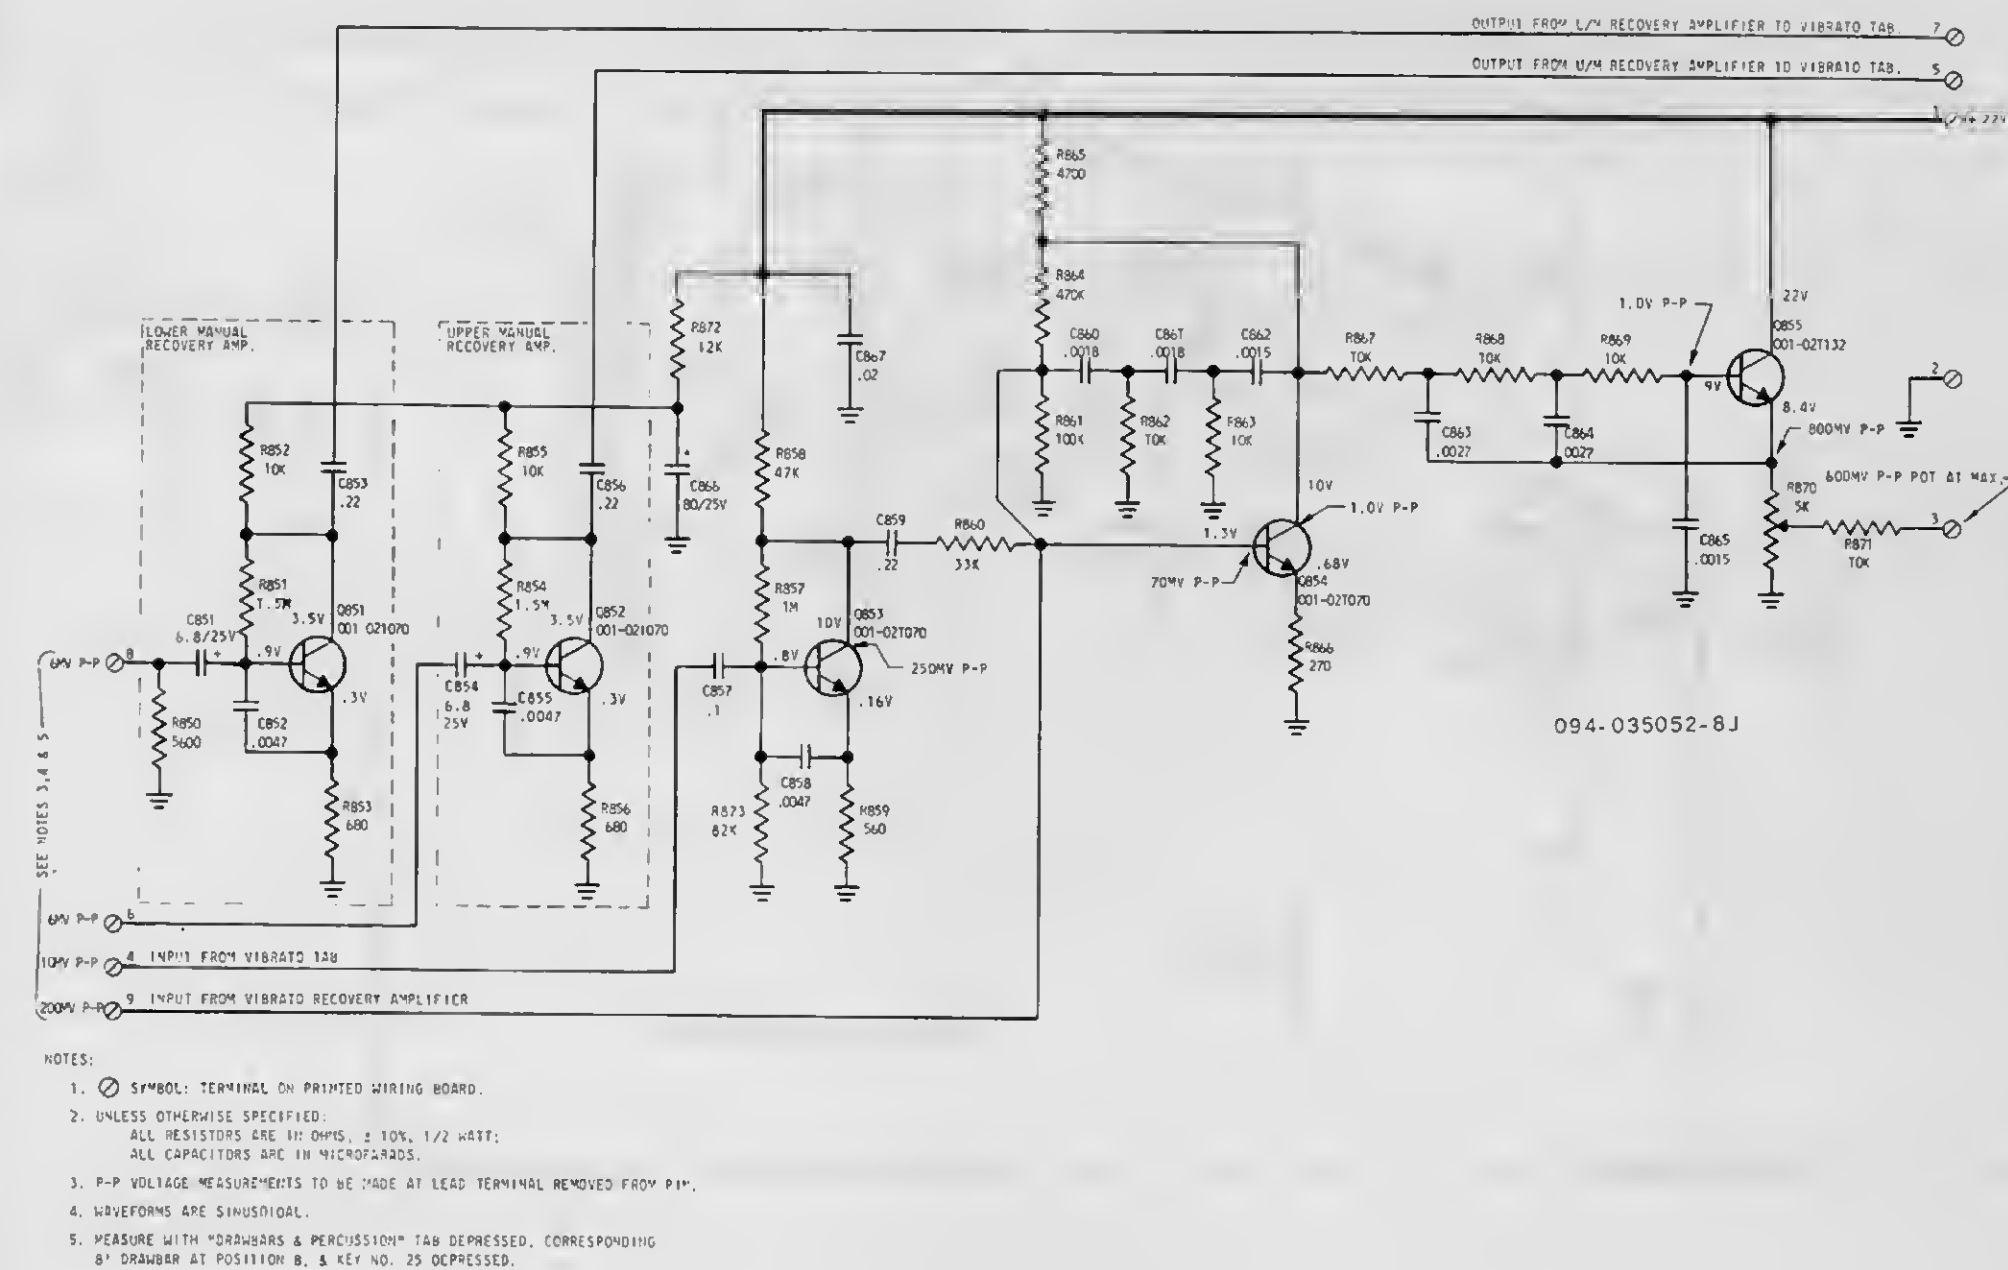 OUTPUT FROM L/M RECOVERY AMPLIFIER TO VIBRATO TAB. 7
OUTPUT FROM U/M RECOVERY AMPLIFIER TO VIBRATO TAB. 5
1 + 22V
R865
4700
R864
470K
LOWER MANUAL
RECOVERY AMP.
UPPER MANUAL
RECOVERY AMP.
R872
12K
C867
.02
C860
.0018
C861
.0018
C862
.0015
R867
10K
R868
10K
R869
10K
1.0V P-P
22V
Q855
001-021132
9V
8.4V
800MV P-P
2
R852
10K
C853
.22
R855
10K
C856
.22
C866
80/25V
R858
47K
R861
100K
R862
10K
R863
10K
C863
.0027
C864
.0027
R870
5K
600MV P-P POT AT MAX.
3
R871
10K
C865
.0015
C859
.22
R860
33K
10V
1.0V P-P
1.3V
70MV P-P
.68V
Q854
001-021070
R866
270
R851
1.5M
3.5V
Q851
001-021070
C851
6.8/25V
+
.9V
.3V
6MV P-P 8
R850
5600
C852
.0047
R853
680
R854
1.5M
3.5V
Q852
001-021070
+
.9V
C854
6.8
25V
C855
.0047
.3V
R856
680
R857
1M
10V
Q853
001-021070
.8V
250MV P-P
C857
.1
.16V
C858
.0047
R873
82K
R859
560
094-035052-8J
SEE NOTES 3,4 & 5
6MV P-P 6
10MV P-P 4 INPUT FROM VIBRATO TAB
200MV P-P 9 INPUT FROM VIBRATO RECOVERY AMPLIFIER
NOTES:
1. SYMBOL: TERMINAL ON PRINTED WIRING BOARD.
2. UNLESS OTHERWISE SPECIFIED:
ALL RESISTORS ARE IN OHMS, ± 10%, 1/2 WATT;
ALL CAPACITORS ARE IN MICROFARADS.
3. P-P VOLTAGE MEASUREMENTS TO BE MADE AT LEAD TERMINAL REMOVED FROM PIN.
4. WAVEFORMS ARE SINUSOIDAL.
5. MEASURE WITH "DRAWBARS & PERCUSSION" TAB DEPRESSED, CORRESPONDING
8' DRAWBAR AT POSITION 8, & KEY NO. 25 DEPRESSED.